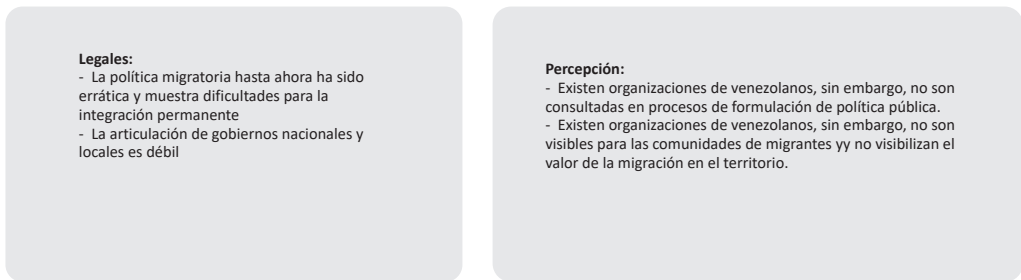 Legales:
- La política migratoria hasta ahora ha sido
errática y muestra dificultades para la
integración permanente
- La articulación de gobiernos nacionales y
locales es débil
Percepción:
- Existen organizaciones de venezolanos, sin embargo, no son
consultadas en procesos de formulación de política pública.
- Existen organizaciones de venezolanos, sin embargo, no son
visibles para las comunidades de migrantes yy no visibilizan el
valor de la migración en el territorio.